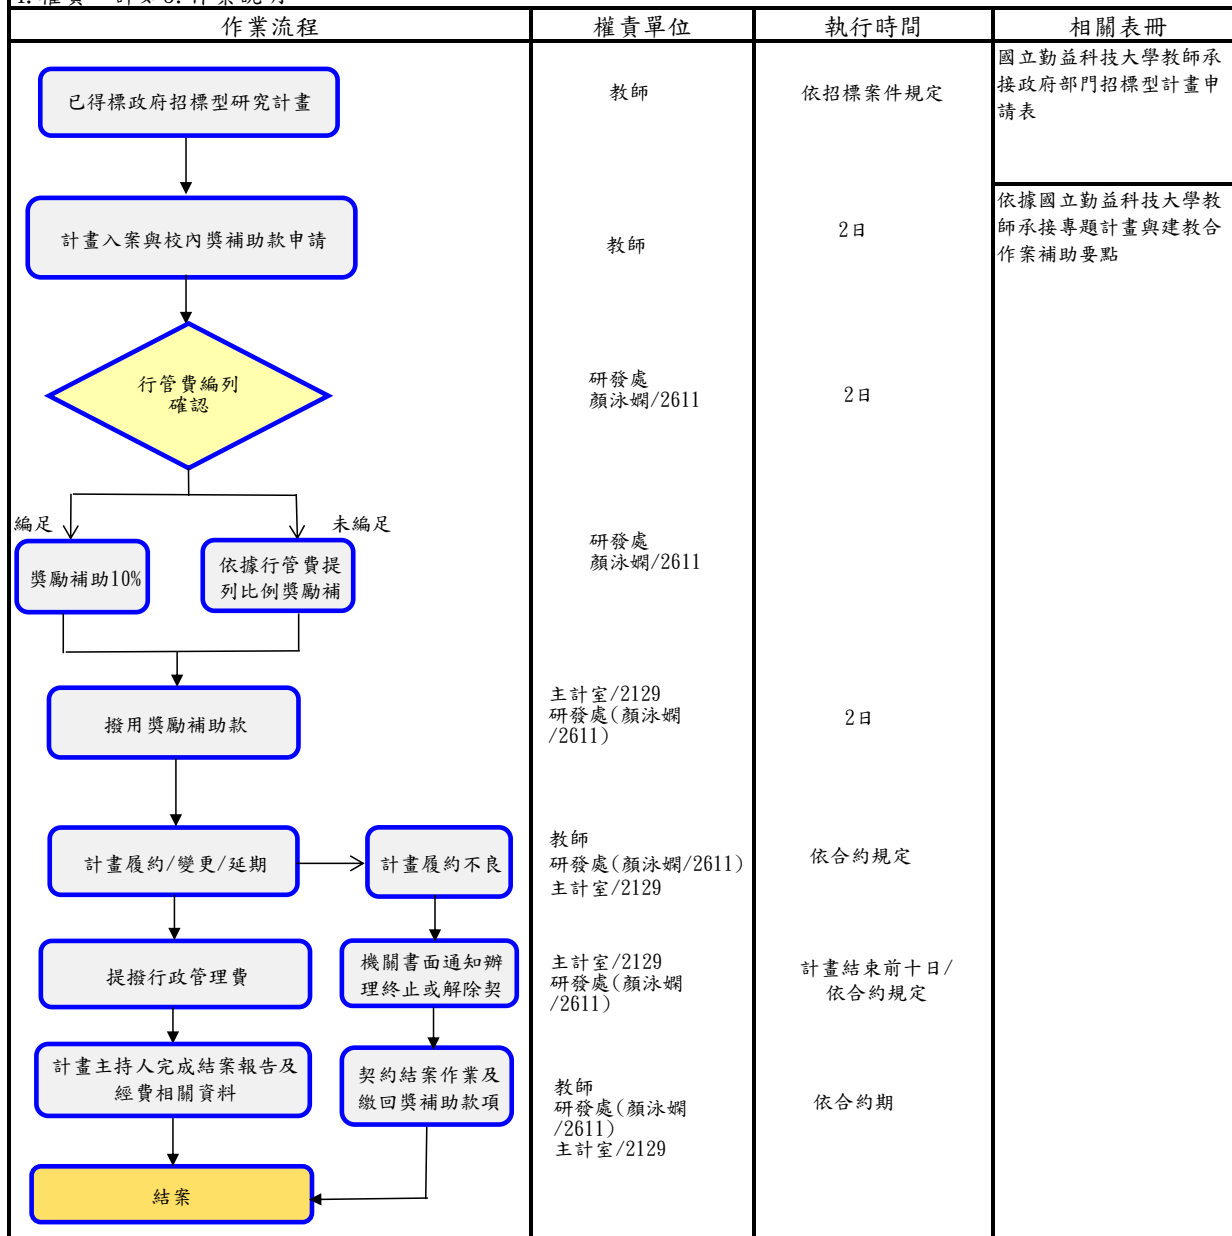 作業流程
權責單位
執行時間
相關表冊
已得標政府招標型研究計畫
教師
依招標案件規定
國立勤益科技大學教師承
接政府部門招標型計畫申
請表
計畫入案與校內獎補助款申請
教師
2日
依據國立勤益科技大學教
師承接專題計畫與建教合
作案補助要點
行管費編列
確認
研發處
顏泳嫻/2611
2日
編足
未編足
獎勵補助10%
依據行管費提
列比例獎勵補
研發處
顏泳嫻/2611
撥用獎勵補助款
主計室/2129
研發處(顏泳嫻
/2611)
2日
計畫履約/變更/延期
計畫履約不良
教師
研發處(顏泳嫻/2611)
主計室/2129
依合約規定
提撥行政管理費
機關書面通知辦
理終止或解除契
主計室/2129
研發處(顏泳嫻
/2611)
計畫結束前十日/
依合約規定
計畫主持人完成結案報告及
經費相關資料
契約結案作業及
繳回獎補助款項
教師
研發處(顏泳嫻
/2611)
主計室/2129
依合約期
結案